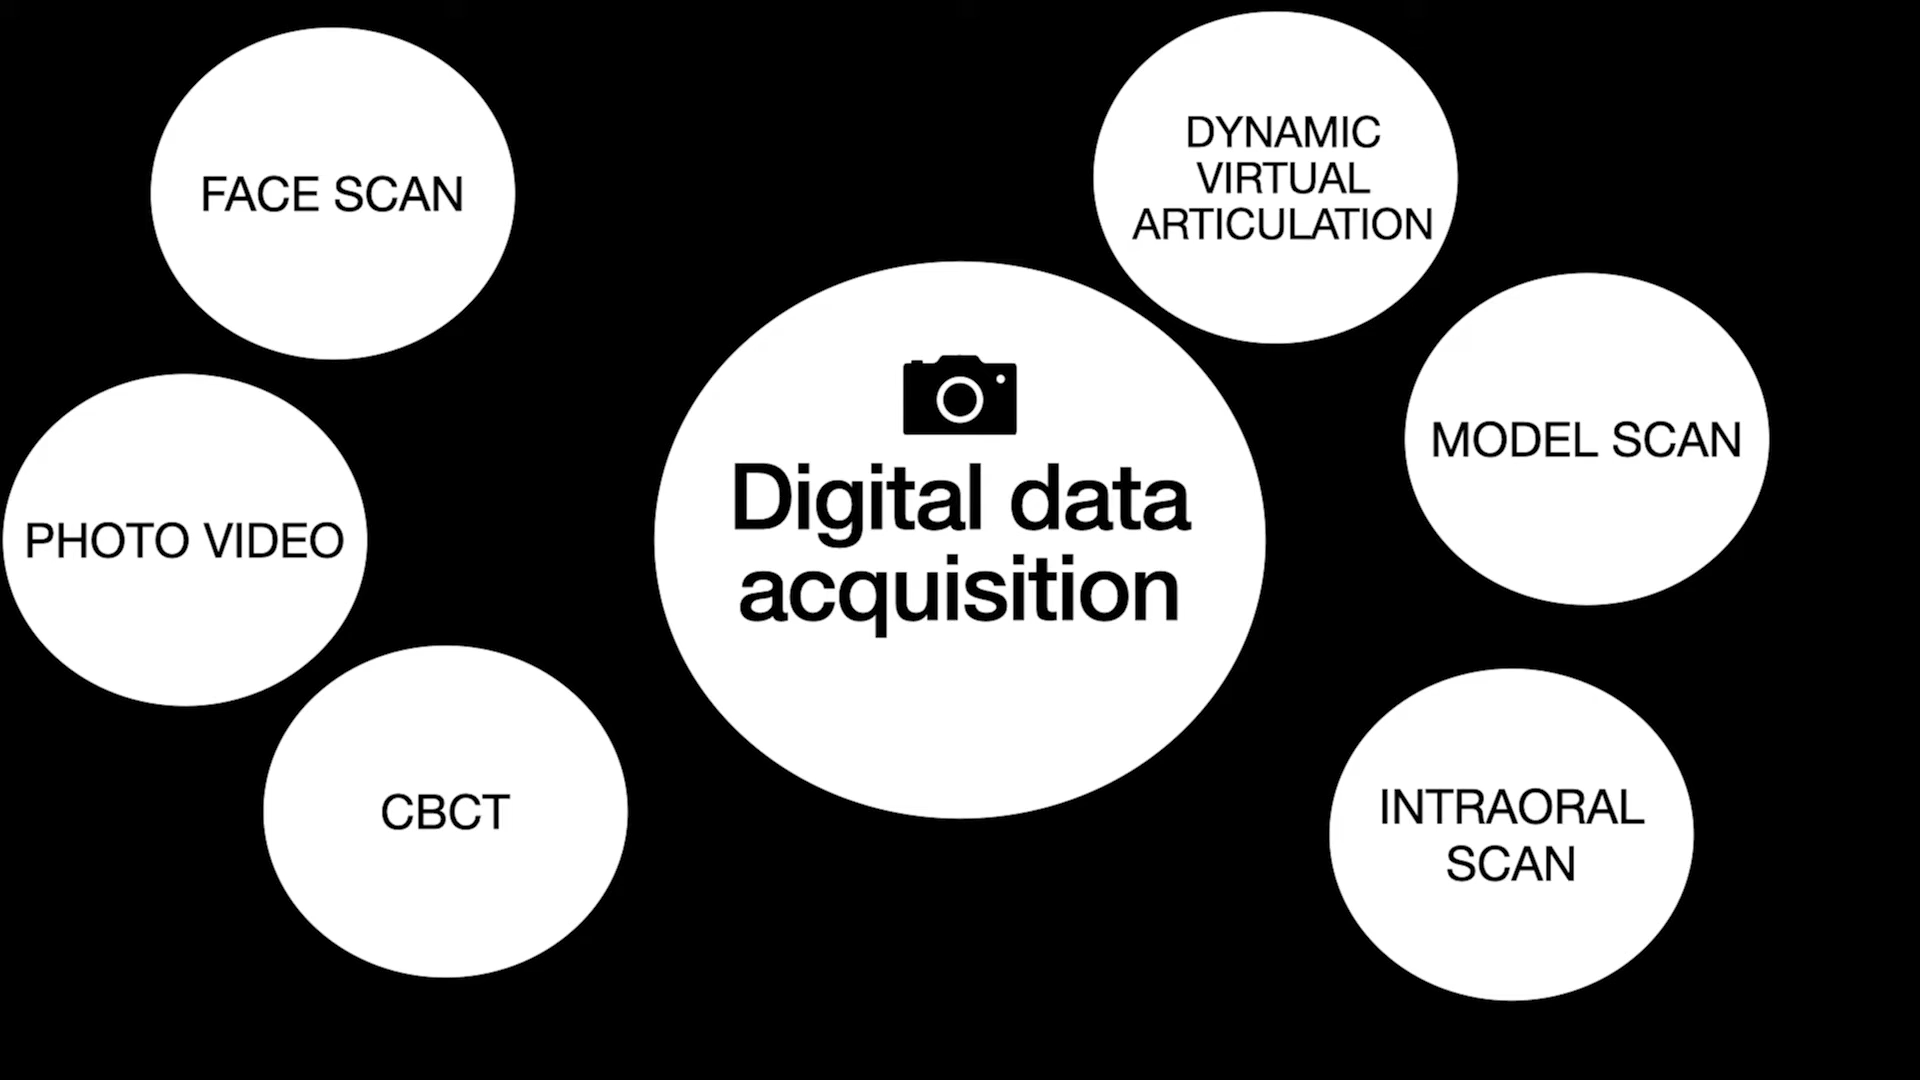 FACE SCAN
PHOTO VIDEO
CBCT
Digital data
acquisition
DYNAMIC
VIRTUAL
ARTICULATION
MODEL SCAN
INTRAORAL
SCAN